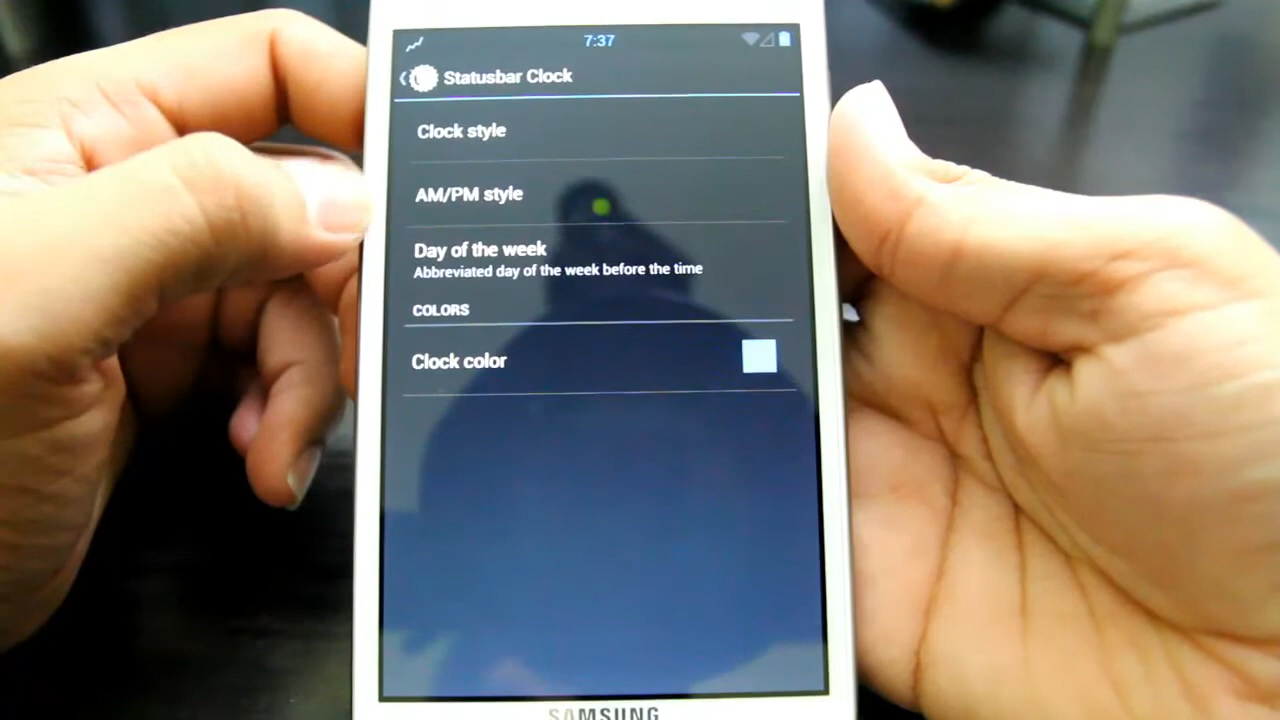 7:37
Statusbar Clock
Clock style
AM/PM style
Day of the week
Abbreviated day of the week before the time
COLORS
Clock color
SAMSUNG